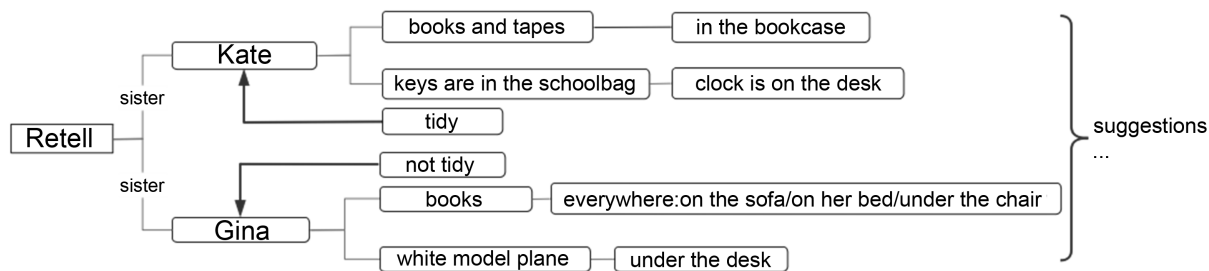 Retell
sister
Kate
books and tapes
in the bookcase
keys are in the schoolbag
clock is on the desk
tidy
sister
not tidy
Gina
books
everywhere:on the sofa/on her bed/under the chair
white model plane
under the desk
suggestions
...